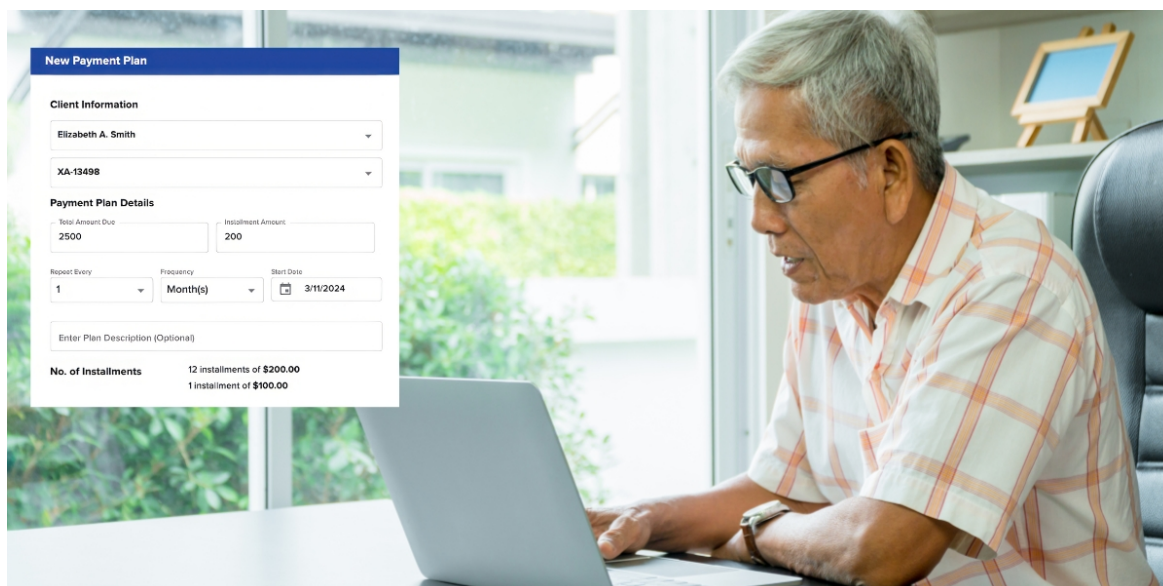 New Payment Plan
Client Information
Elizabeth A. Smith
XA-13498
Payment Plan Details
Total Amount Due
Installment Amount
2500
200
Repeat Every
Frequency
Start Date
1
Month(s)
3/11/2024
Enter Plan Description (Optional)
No. of Installments
12 installments of $200.00
1 installment of $100.00